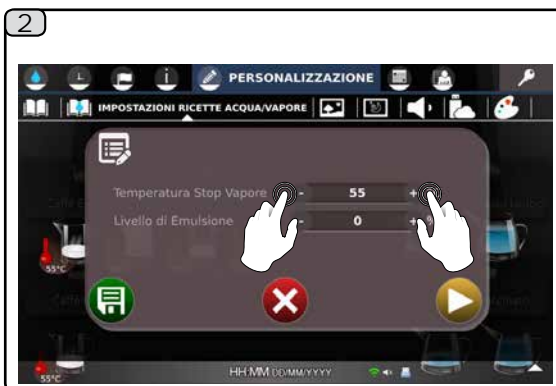 2
PERSONALIZZAZIONE
IMPOSTAZIONI RICETTE ACQUA/VAPORE
Temperatura Stop Vapore - 55 +
Livello di Emulsione - 0 + %
55°C
55°C
HH:MM DD/MM/YYYY